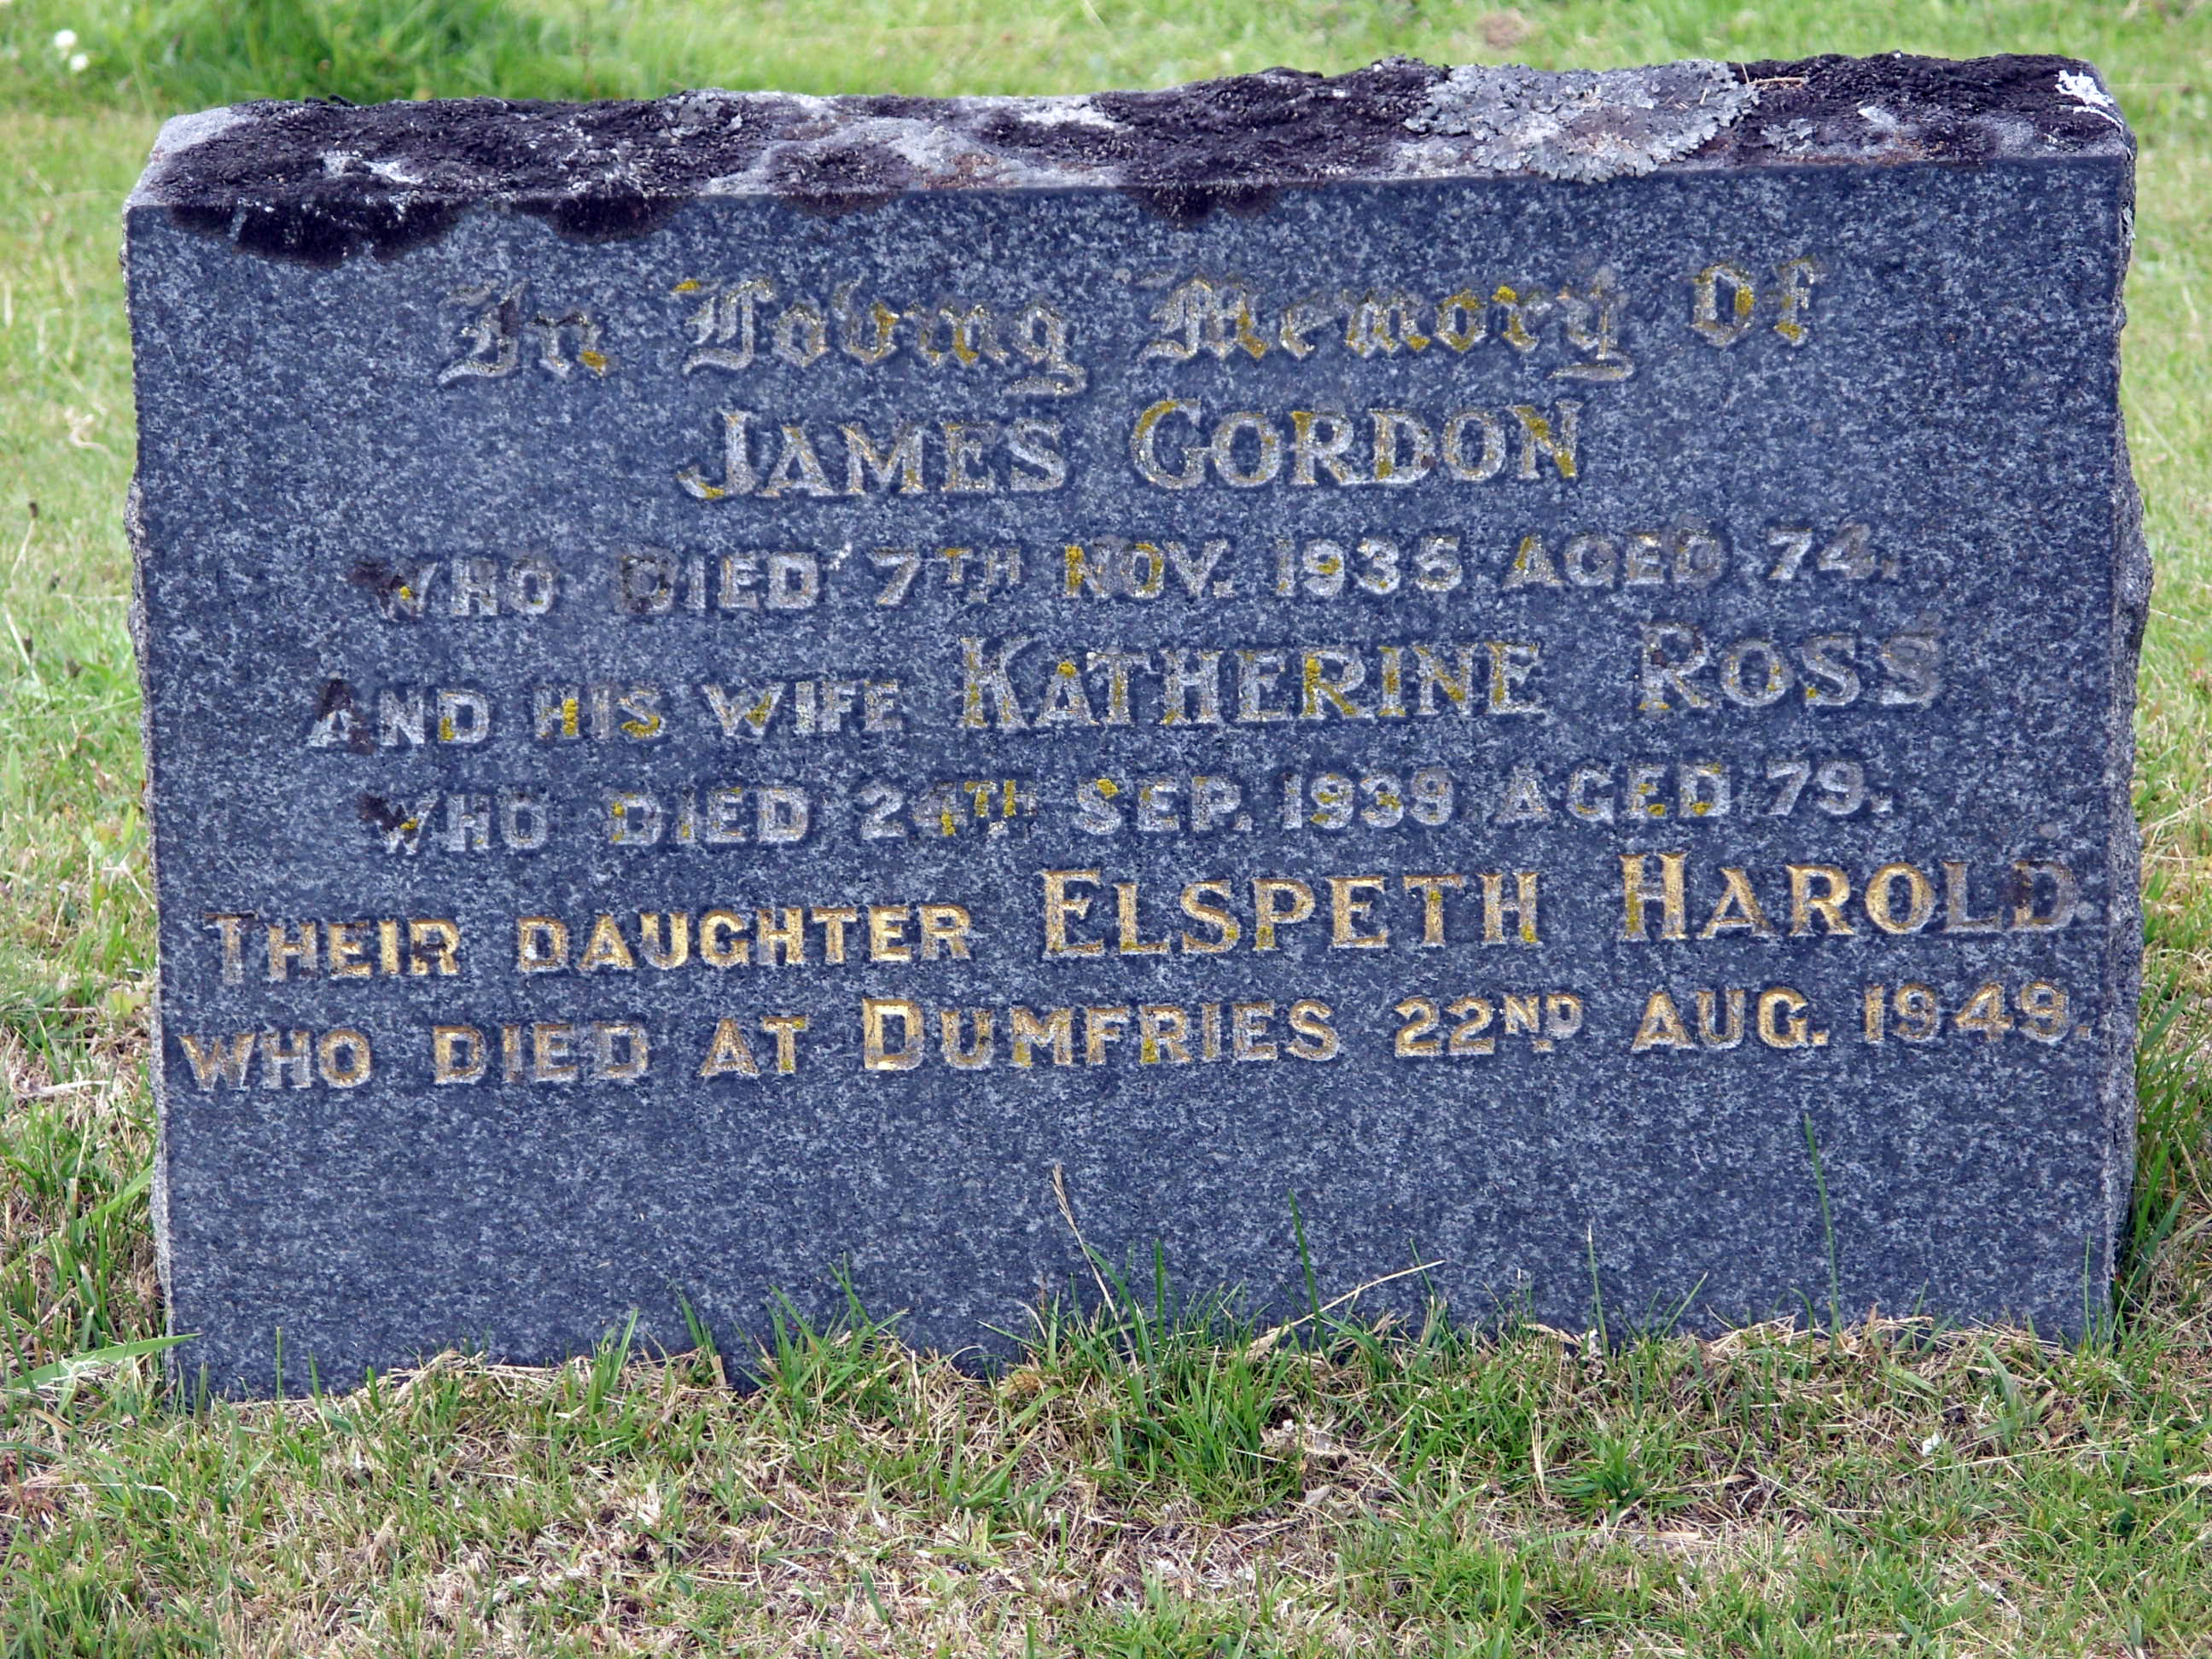 In Loving Memory Of
JAMES GORDON
WHO DIED 7TH NOV. 1935 AGED 74.
AND HIS WIFE KATHERINE ROSS
WHO DIED 24TH SEP. 1939 AGED 79.
THEIR DAUGHTER ELSPETH HAROLD
WHO DIED AT DUMFRIES 22ND AUG. 1949.